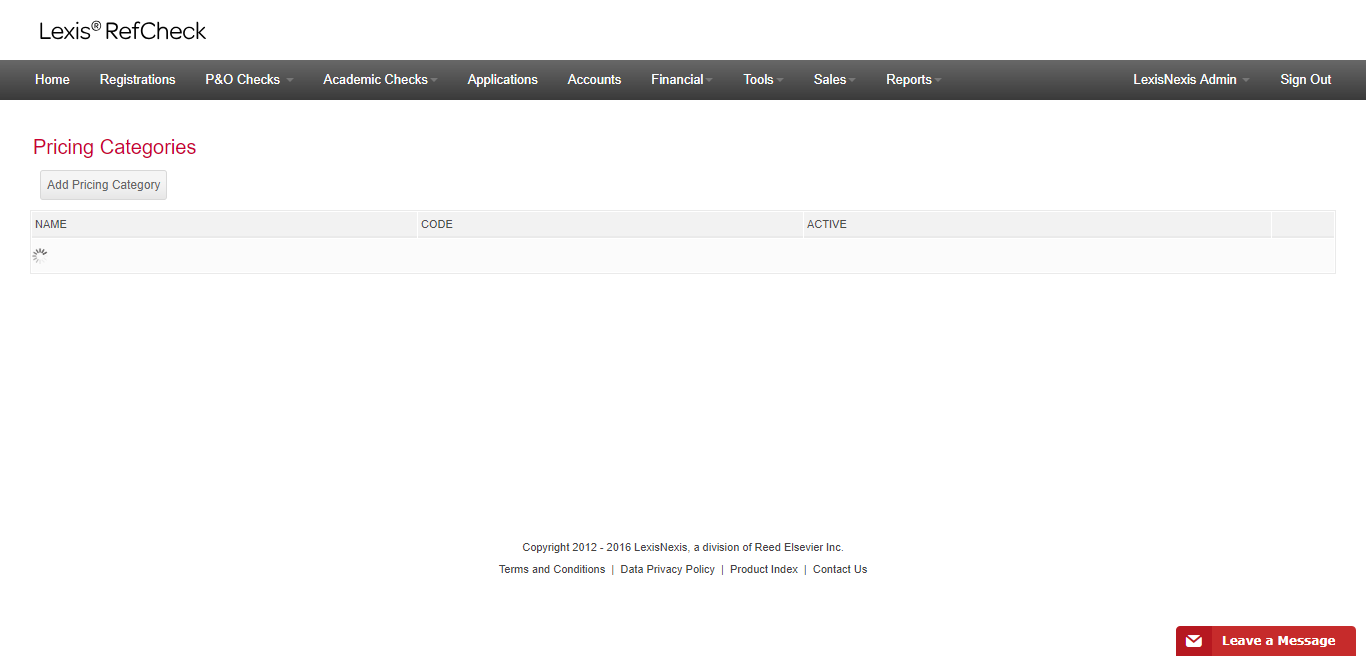 Lexis® RefCheck
Home Registrations P&O Checks Academic Checks Applications Accounts Financial Tools Sales Reports LexisNexis Admin Sign Out
Pricing Categories
Add Pricing Category
NAME CODE ACTIVE
Copyright 2012 - 2016 LexisNexis, a division of Reed Elsevier Inc.
Terms and Conditions | Data Privacy Policy | Product Index | Contact Us
Leave a Message